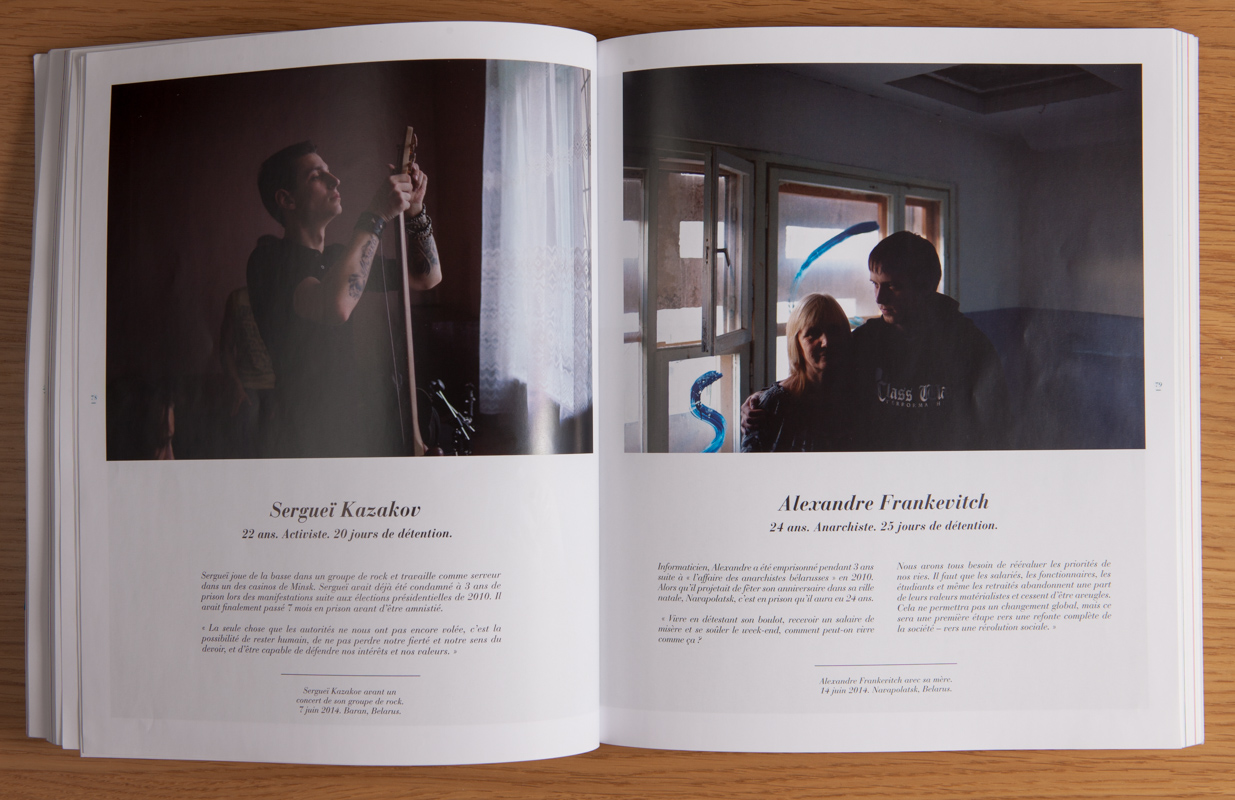 Sergueï Kazakov
22 ans. Activiste. 20 jours de détention.
Sergueï joue de la basse dans un groupe de rock et travaille comme serveur
dans un des casinos de Minsk. Sergueï avait déjà été condamné à 3 ans de
prison lors des manifestations suite aux élections présidentielles de 2010. Il
avait finalement passé 7 mois en prison avant d'être amnistié.
« La seule chose que les autorités ne nous ont pas encore volée, c'est la
possibilité de rester humain, de ne pas perdre notre fierté et notre sens du
devoir, et d'être capable de défendre nos intérêts et nos valeurs. »
Sergueï Kazakov avant un
concert de son groupe de rock.
7 juin 2014. Baran, Belarus.
Class
Alexandre Frankevitch
24 ans. Anarchiste. 25 jours de détention.
Informaticien, Alexandre a été emprisonné pendant 3 ans
suite à « l'affaire des anarchistes bélarusses » en 2010.
Alors qu'il projetait de fêter son anniversaire dans sa ville
natale, Navapolatsk, c'est en prison qu'il aura eu 24 ans.
« Vivre en détestant son boulot, recevoir un salaire de
misère et se soûler le week-end, comment peut-on vivre
comme ça ?
Nous avons tous besoin de réévaluer les priorités de
nos vies. Il faut que les salariés, les fonctionnaires, les
étudiants et même les retraités abandonnent une part
de leurs valeurs matérialistes et cessent d'être aveugles.
Cela ne permettra pas un changement global, mais ce
sera une première étape vers une refonte complète de
la société – vers une révolution sociale. »
Alexandre Frankevitch avec sa mère.
14 juin 2014. Navapolatsk, Belarus.